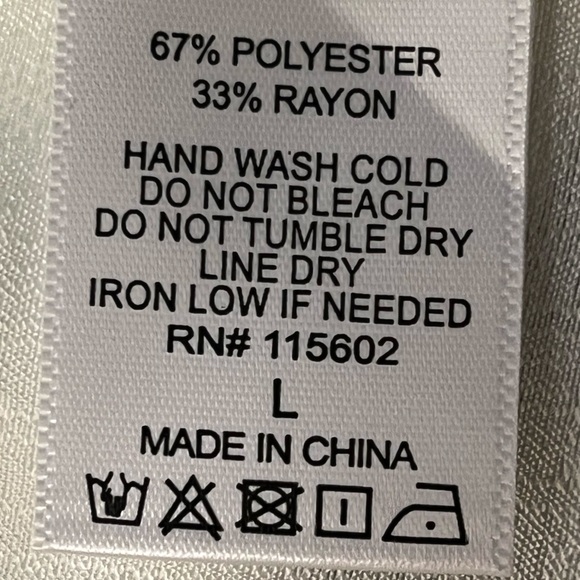 67% POLYESTER
33% RAYON
HAND WASH COLD
DO NOT BLEACH
DO NOT TUMBLE DRY
LINE DRY
IRON LOW IF NEEDED
RN# 115602
L
MADE IN CHINA